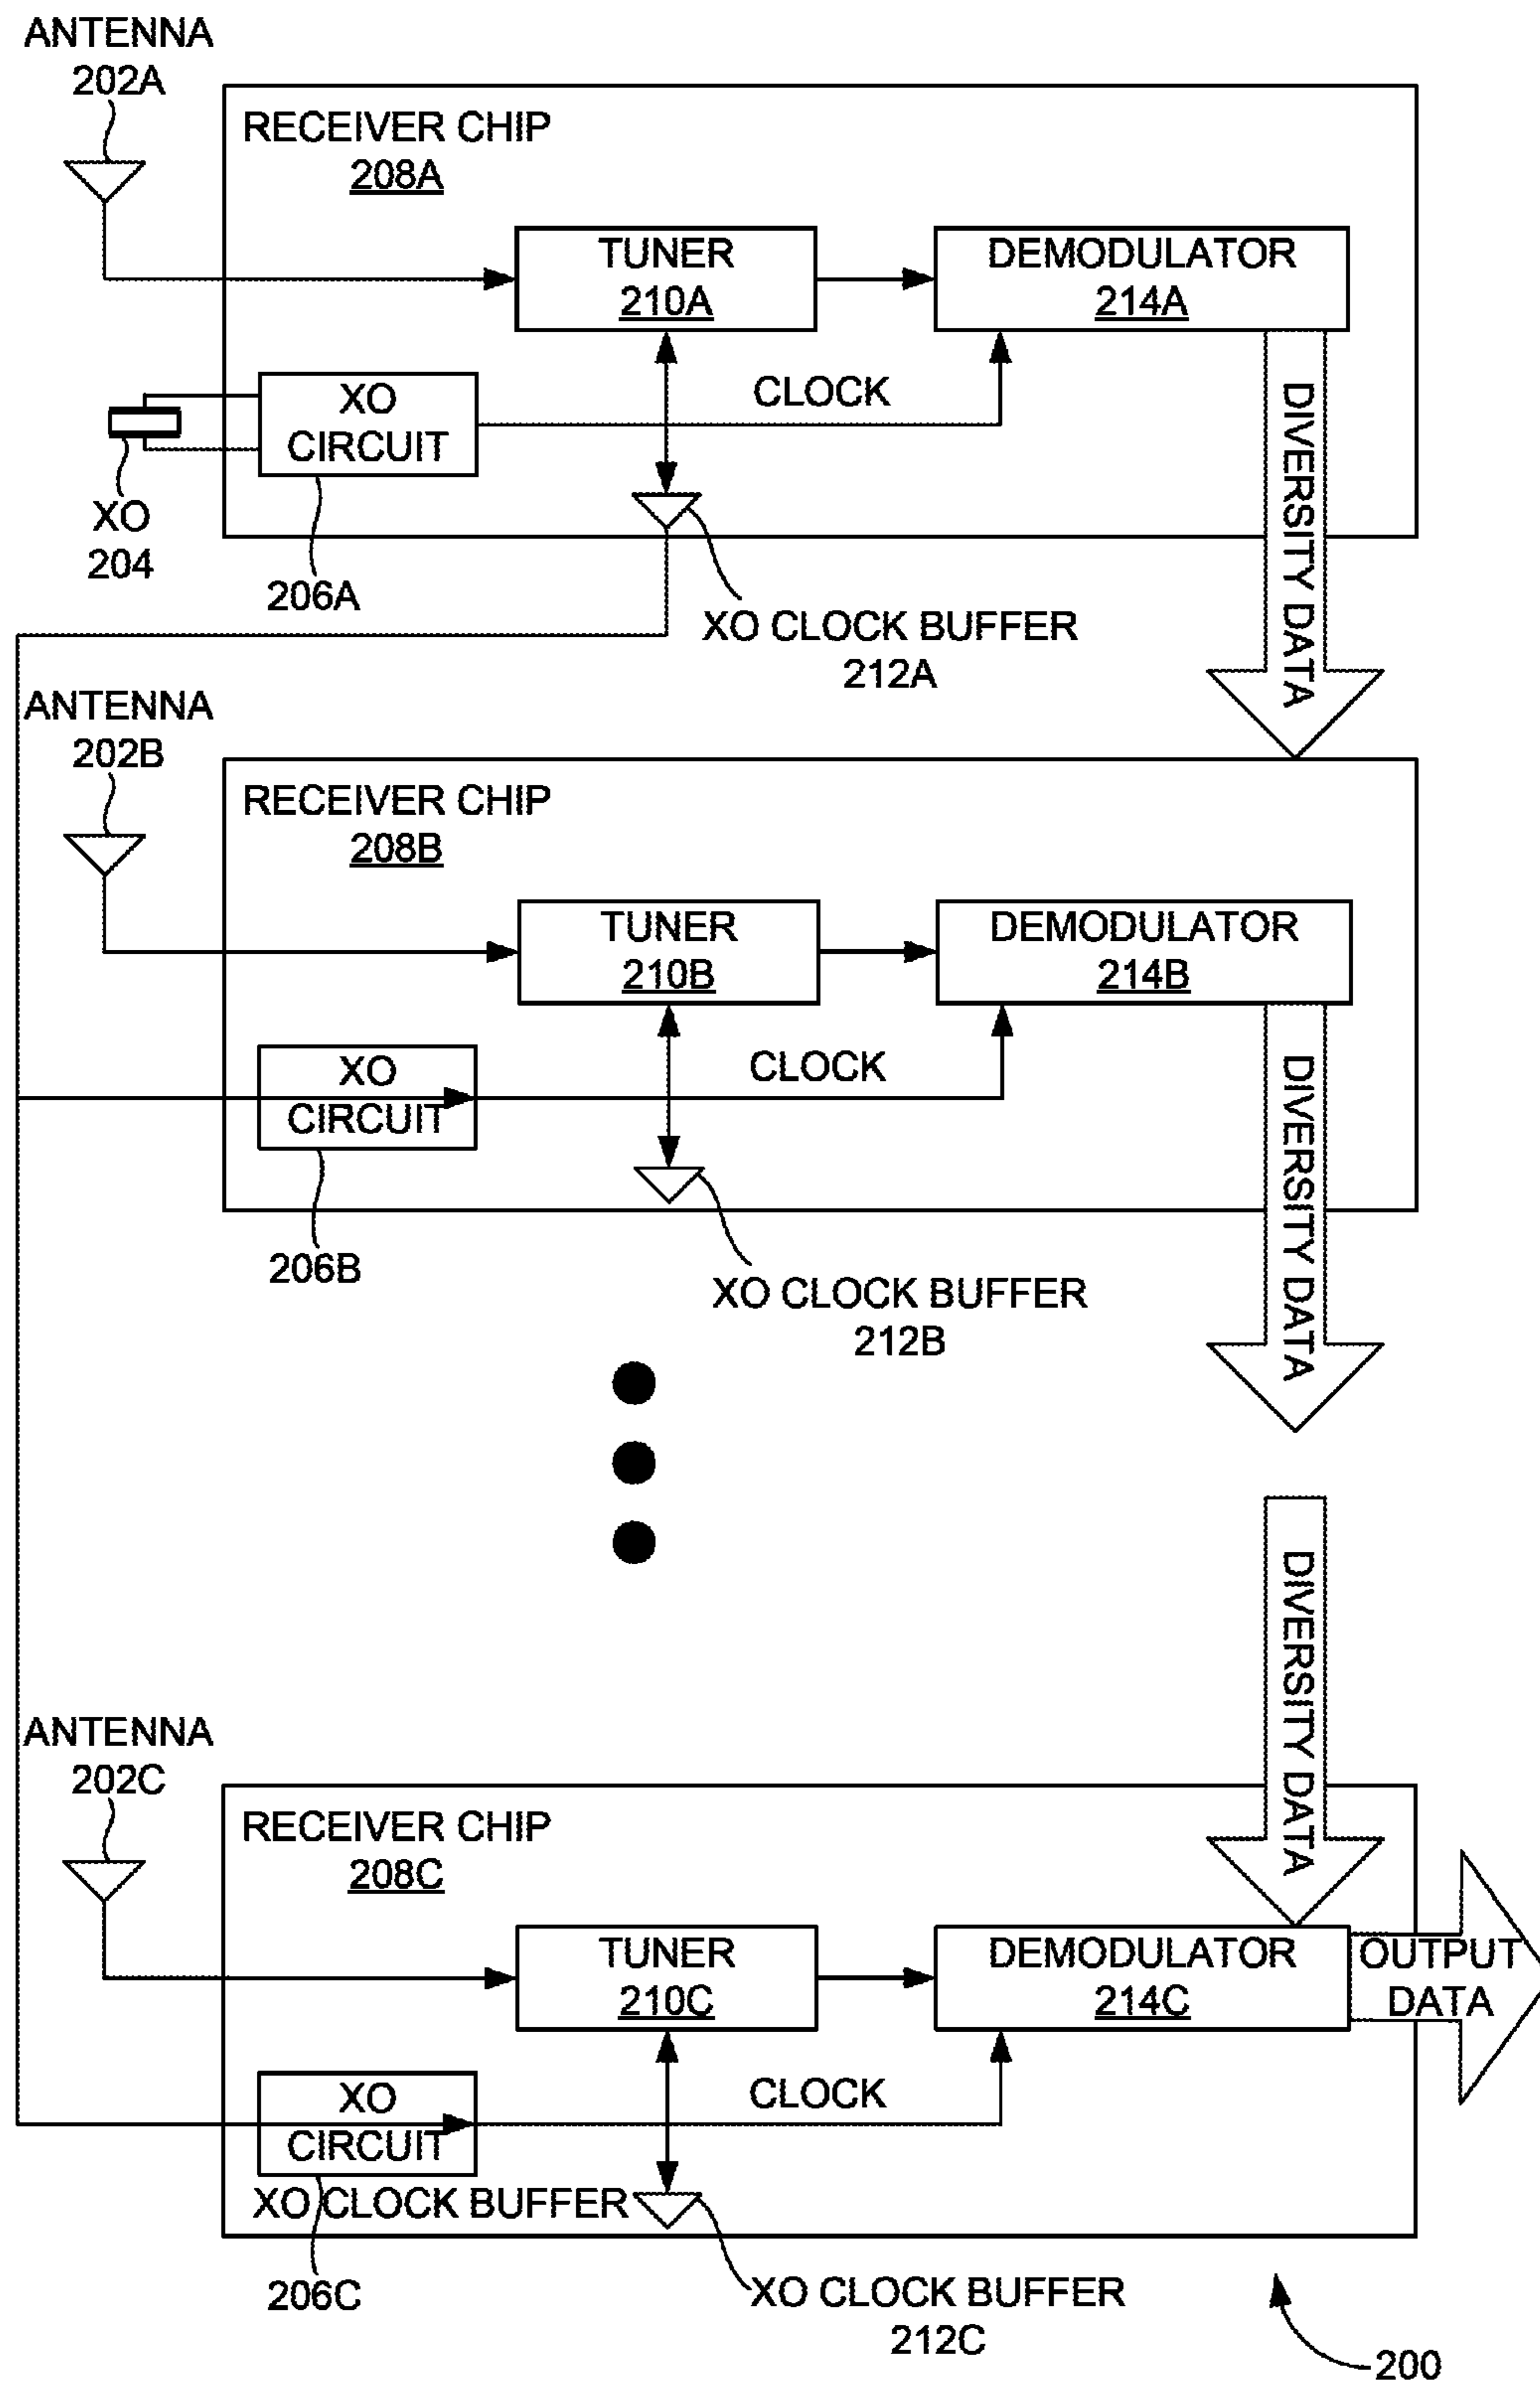 ANTENNA
202A
RECEIVER CHIP
208A
TUNER
210A
DEMODULATOR
214A
XO
CIRCUIT
CLOCK
DIVERSITY DATA
XO
204
206A
XO CLOCK BUFFER
212A
ANTENNA
202B
RECEIVER CHIP
208B
TUNER
210B
DEMODULATOR
214B
XO
CIRCUIT
CLOCK
DIVERSITY DATA
206B
XO CLOCK BUFFER
212B
DIVERSITY DATA
ANTENNA
202C
RECEIVER CHIP
208C
TUNER
210C
DEMODULATOR
214C
OUTPUT
DATA
XO
CIRCUIT
CLOCK
XO CLOCK BUFFER
206C
XO CLOCK BUFFER
212C
200